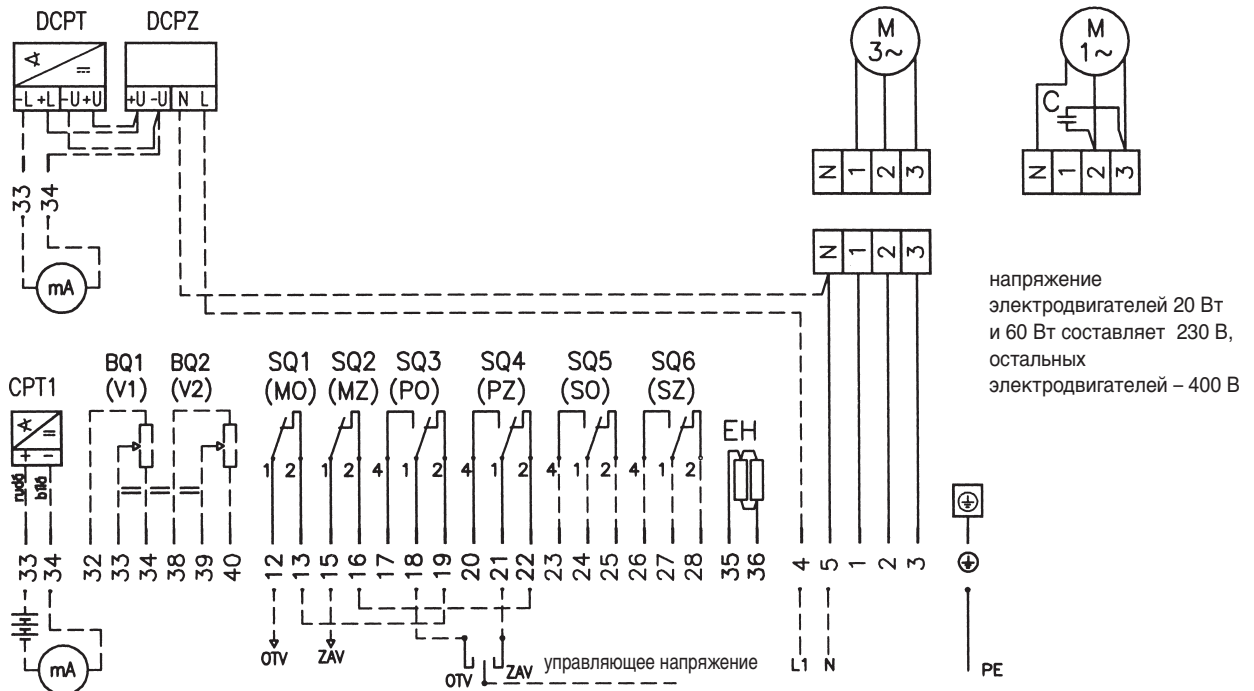 DCPT DCPZ
M 3~
M 1~
C
-L +L -U +U +U -U N L
N 1 2 3
N 1 2 3
33 34
mA
N 1 2 3
напряжение
электродвигателей 20 Вт
и 60 Вт составляет 230 В,
остальных
электродвигателей – 400 В
CPT1
BQ1 (V1)
BQ2 (V2)
SQ1 (MO)
SQ2 (MZ)
SQ3 (PO)
SQ4 (PZ)
SQ5 (SO)
SQ6 (SZ)
EH
+ -
1 2 1 2 4 1 2 4 1 2 4 1 2 4 1 2
33 34 32 33 34 38 39 40 12 13 15 16 17 18 19 20 21 22 23 24 25 26 27 28 35 36 4 5 1 2 3
mA
OTV ZAV
OTV ZAV управляющее напряжение
L1 N
PE